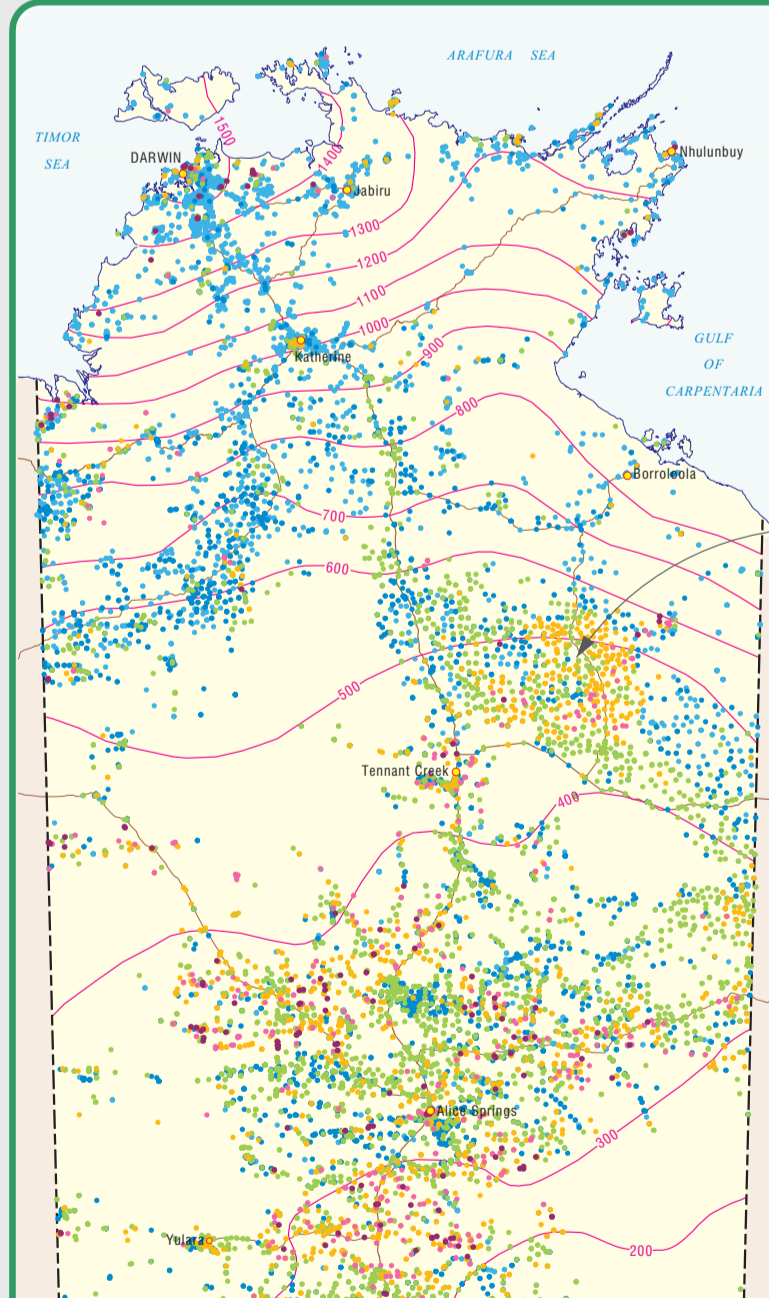 ARAFURA SEA
TIMOR
SEA
1500
DARWIN
1400
Nhulunbuy
Jabiru
1300
1200
1100
1000
GULF
OF
CARPENTARIA
900
Katherine
800
Borroloola
700
600
500
Tennant Creek
400
Alice Springs
300
Yulara
200